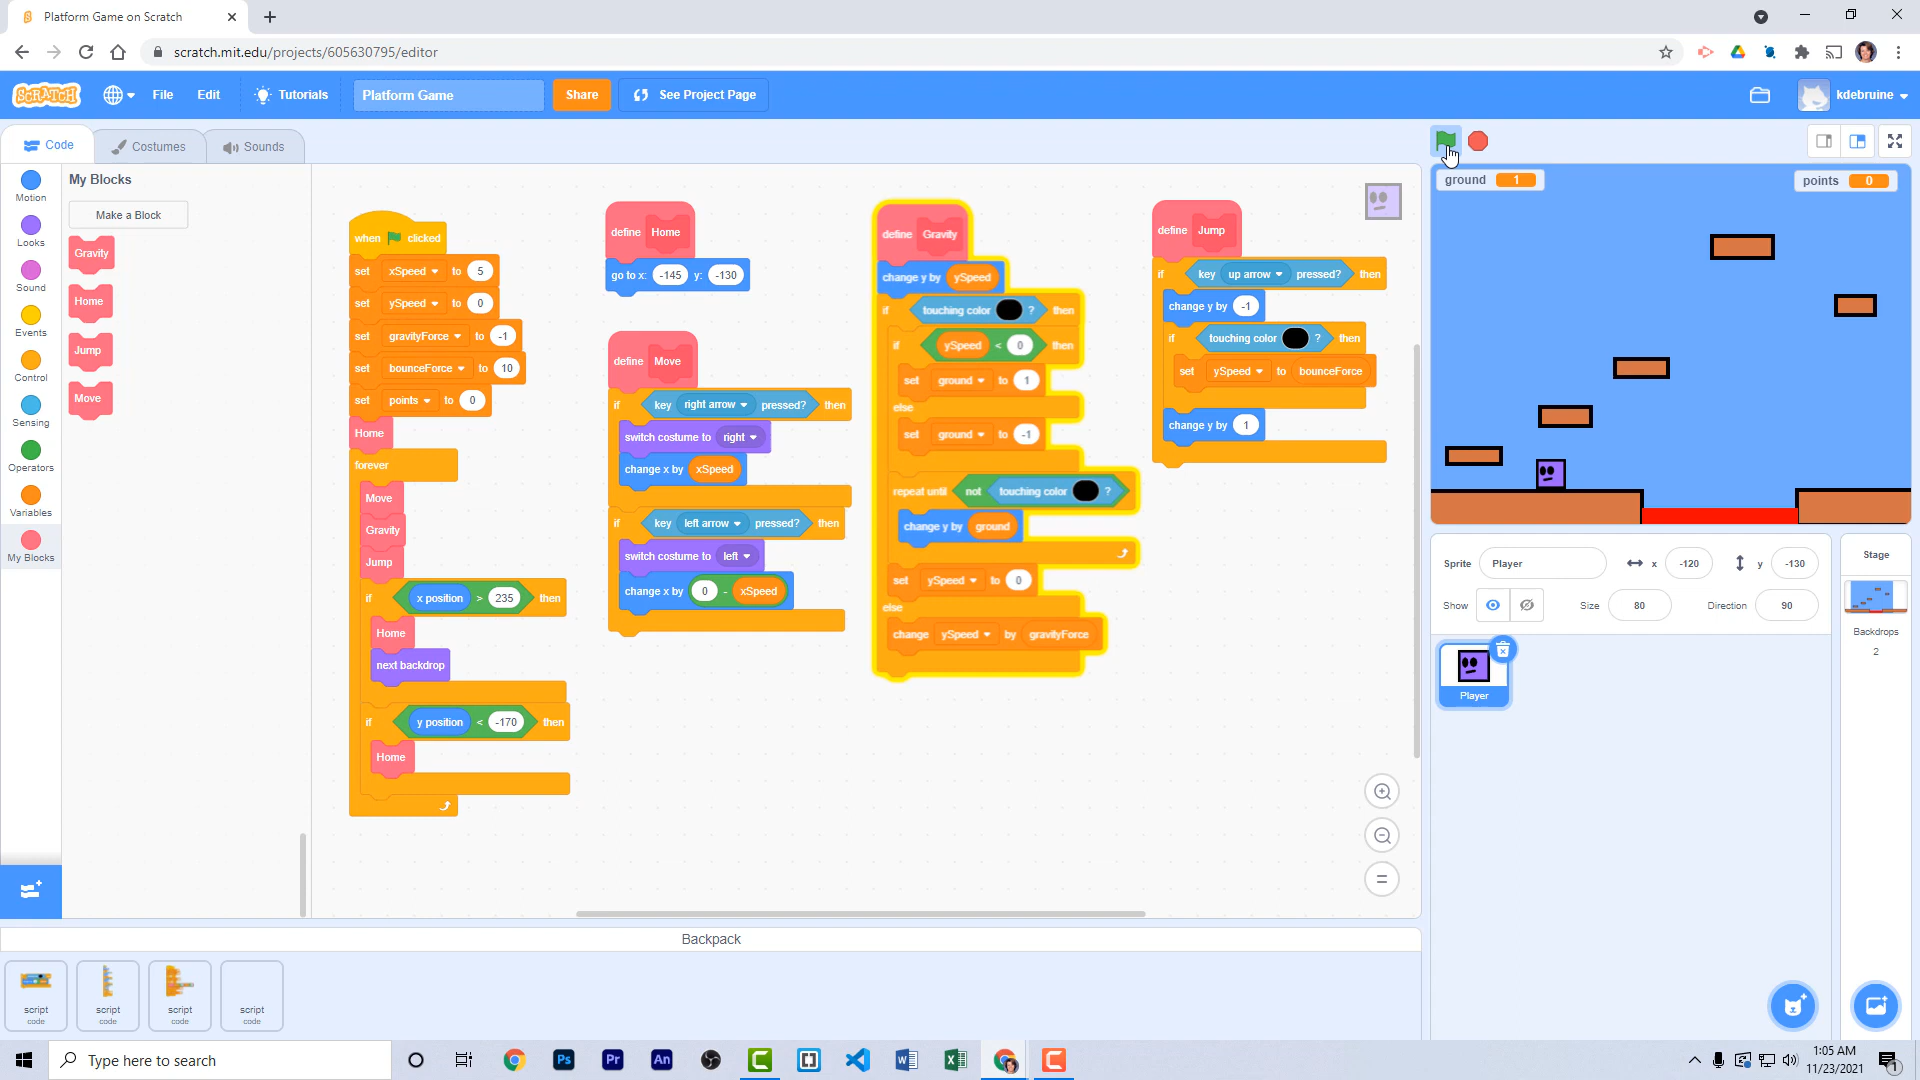 Platform Game on Scratch
scratch.mit.edu/projects/605630795/editor
SCRATCH
File
Edit
Tutorials
Platform Game
Share
See Project Page
kdebruine
Code
Costumes
Sounds
Motion
Looks
Sound
Events
Control
Sensing
Operators
Variables
My Blocks
My Blocks
Make a Block
Gravity
Home
Jump
Move
when clicked
set xSpeed to 5
set ySpeed to 0
set gravityForce to -1
set bounceForce to 10
set points to 0
Home
forever
Move
Gravity
Jump
if x position > 235 then
Home
next backdrop
if y position < -170 then
Home
define Home
go to x: -145 y: -130
define Move
if key right arrow pressed? then
switch costume to right
change x by xSpeed
if key left arrow pressed? then
switch costume to left
change x by 0 - xSpeed
define Gravity
change y by ySpeed
if touching color ? then
if ySpeed < 0 then
set ground to 1
else
set ground to -1
repeat until not touching color ?
change y by ground
set ySpeed to 0
else
change ySpeed by gravityForce
define Jump
if key up arrow pressed? then
change y by -1
if touching color ? then
set ySpeed to bounceForce
change y by 1
ground 1
points 0
Sprite Player x -120 y -130
Show Size 80 Direction 90
Player
Stage
Backdrops
2
Backpack
script
code
script
code
script
code
script
code
Type here to search
Ps
Pr
An
1:05 AM
11/23/2021
1